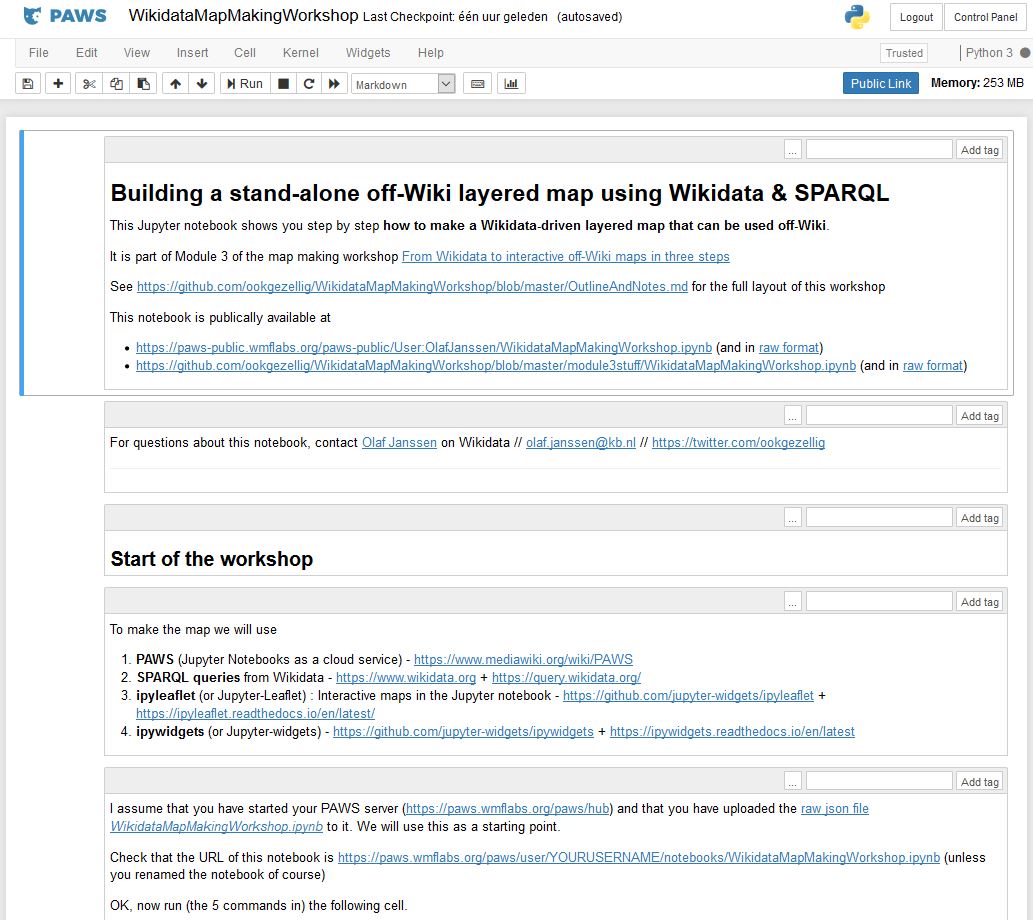 PAWS WikidataMapMakingWorkshop Last Checkpoint: één uur geleden (autosaved) Logout Control Panel
File Edit View Insert Cell Kernel Widgets Help Trusted Python 3
Run Markdown Public Link Memory: 253 MB
... Add tag
Building a stand-alone off-Wiki layered map using Wikidata & SPARQL
This Jupyter notebook shows you step by step how to make a Wikidata-driven layered map that can be used off-Wiki.
It is part of Module 3 of the map making workshop From Wikidata to interactive off-Wiki maps in three steps
See https://github.com/ookgezellig/WikidataMapMakingWorkshop/blob/master/OutlineAndNotes.md for the full layout of this workshop
This notebook is publically available at
• https://paws-public.wmflabs.org/paws-public/User:OlafJanssen/WikidataMapMakingWorkshop.ipynb (and in raw format)
• https://github.com/ookgezellig/WikidataMapMakingWorkshop/blob/master/module3stuff/WikidataMapMakingWorkshop.ipynb (and in raw format)
... Add tag
For questions about this notebook, contact Olaf Janssen on Wikidata // olaf.janssen@kb.nl // https://twitter.com/ookgezellig
... Add tag
Start of the workshop
... Add tag
To make the map we will use
1. PAWS (Jupyter Notebooks as a cloud service) - https://www.mediawiki.org/wiki/PAWS
2. SPARQL queries from Wikidata - https://www.wikidata.org + https://query.wikidata.org/
3. ipyleaflet (or Jupyter-Leaflet) : Interactive maps in the Jupyter notebook - https://github.com/jupyter-widgets/ipyleaflet +
https://ipyleaflet.readthedocs.io/en/latest/
4. ipywidgets (or Jupyter-widgets) - https://github.com/jupyter-widgets/ipywidgets + https://ipywidgets.readthedocs.io/en/latest
... Add tag
I assume that you have started your PAWS server (https://paws.wmflabs.org/paws/hub) and that you have uploaded the raw json file
WikidataMapMakingWorkshop.ipynb to it. We will use this as a starting point.
Check that the URL of this notebook is https://paws.wmflabs.org/paws/user/YOURUSERNAME/notebooks/WikidataMapMakingWorkshop.ipynb (unless
you renamed the notebook of course)
OK, now run (the 5 commands in) the following cell.